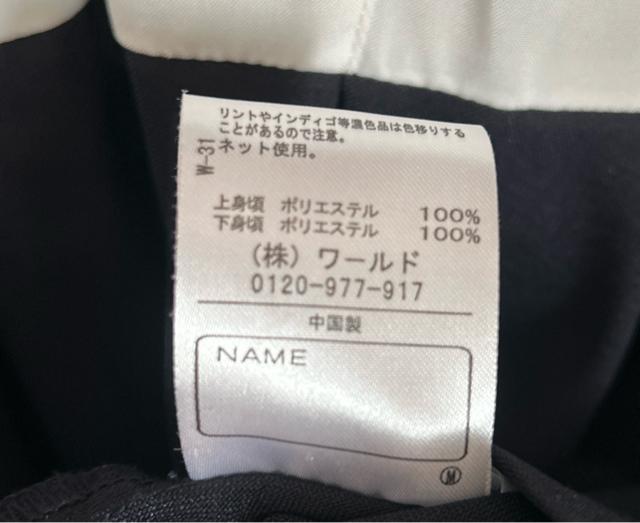 リントやインディゴ等濃色品は色移りする
ことがあるので注意。
ネット使用。
W-31
上身頃 ポリエステル 100%
下身頃 ポリエステル 100%
(株)ワールド
0120-977-917
中国製
NAME
M